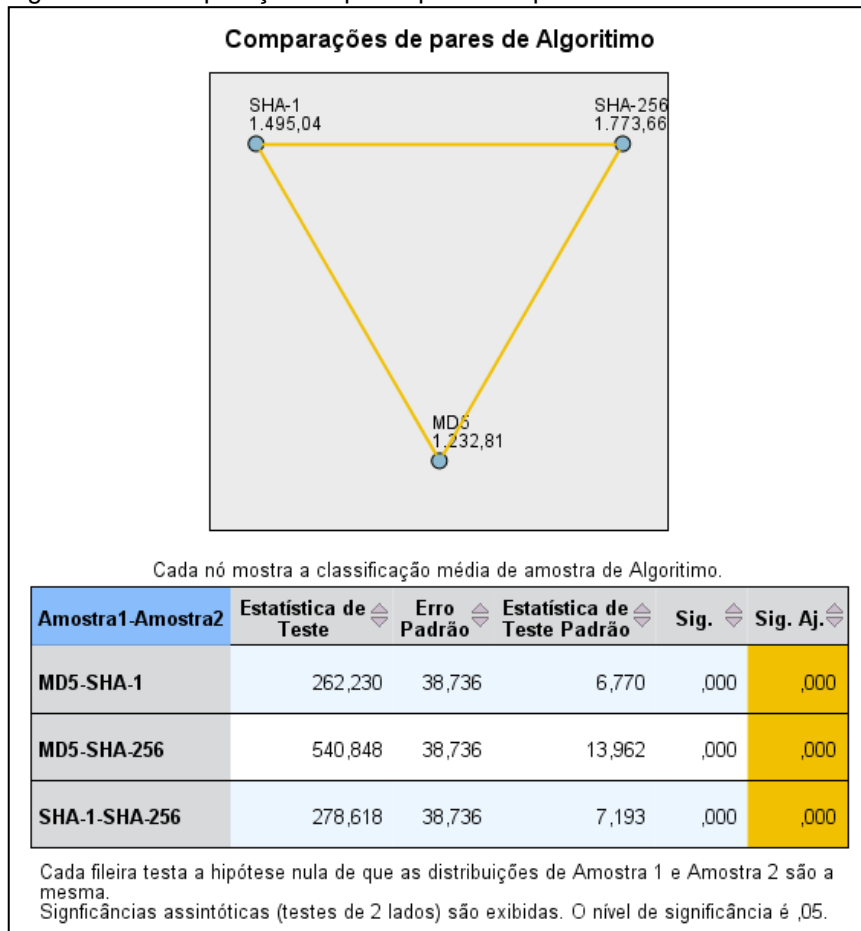 Comparações de pares de Algoritimo
SHA-1
1.495,04
SHA-256
1.773,66
MD5
1.232,81
Cada nó mostra a classificação média de amostra de Algoritimo.
Amostra1-Amostra2 Estatística de Teste Erro Padrão Estatística de Teste Padrão Sig. Sig. Aj.
MD5-SHA-1 262,230 38,736 6,770 ,000 ,000
MD5-SHA-256 540,848 38,736 13,962 ,000 ,000
SHA-1-SHA-256 278,618 38,736 7,193 ,000 ,000
Cada fileira testa a hipótese nula de que as distribuições de Amostra 1 e Amostra 2 são a
mesma.
Signficâncias assintóticas (testes de 2 lados) são exibidas. O nível de significância é ,05.